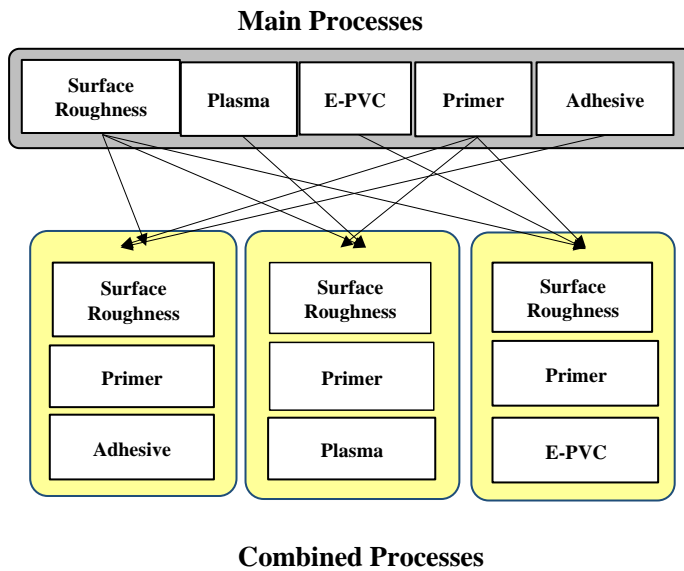 Main Processes
Surface
Roughness
Plasma
E-PVC
Primer
Adhesive
Surface
Roughness
Primer
Adhesive
Surface
Roughness
Primer
Plasma
Surface
Roughness
Primer
E-PVC
Combined Processes